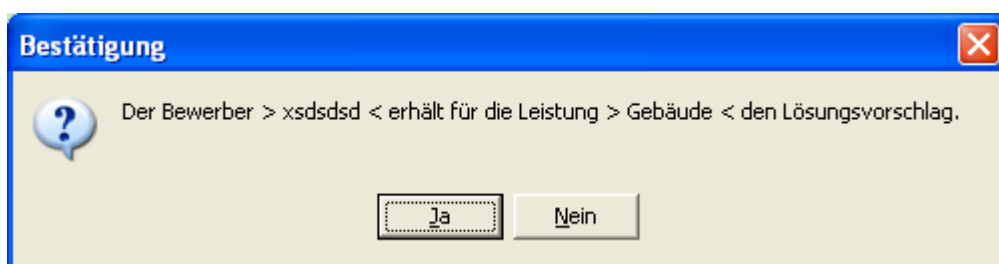 Bestätigung
Der Bewerber > xsdsdsd < erhält für die Leistung > Gebäude < den Lösungsvorschlag.
Ja
Nein